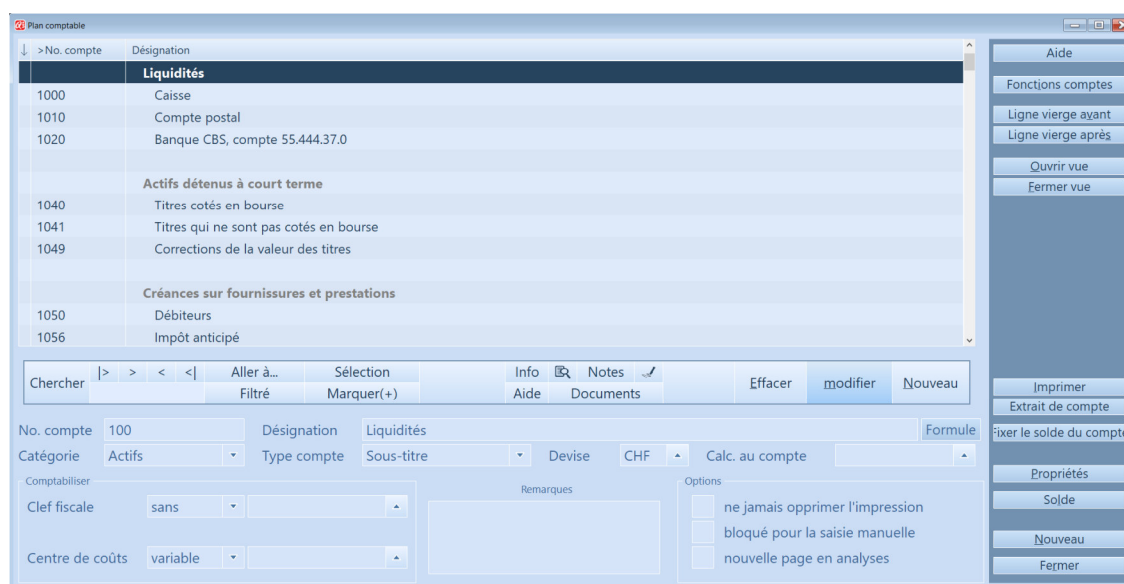 Plan comptable
>No. compte Désignation
Liquidités
1000 Caisse
1010 Compte postal
1020 Banque CBS, compte 55.444.37.0
Actifs détenus à court terme
1040 Titres cotés en bourse
1041 Titres qui ne sont pas cotés en bourse
1049 Corrections de la valeur des titres
Créances sur fournissures et prestations
1050 Débiteurs
1056 Impôt anticipé
Chercher |> > < <| Aller à... Sélection Info Notes Effacer modifier Nouveau
Filtré Marquer(+) Aide Documents
No. compte 100 Désignation Liquidités Formule
Catégorie Actifs Type compte Sous-titre Devise CHF Calc. au compte
Comptabiliser Remarques Options
Clef fiscale sans ne jamais opprimer l'impression
bloqué pour la saisie manuelle
Centre de coûts variable nouvelle page en analyses
Aide
Fonctions comptes
Ligne vierge avant
Ligne vierge après
Ouvrir vue
Fermer vue
Imprimer
Extrait de compte
Fixer le solde du compte
Propriétés
Solde
Nouveau
Fermer